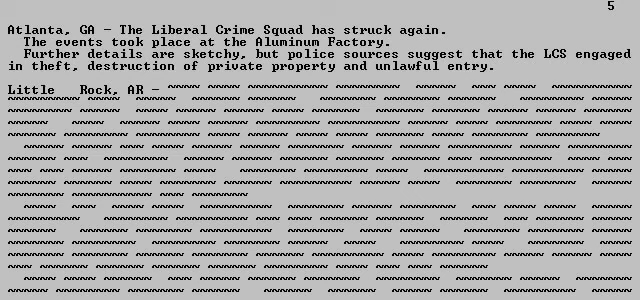 5
Atlanta, GA – The Liberal Crime Squad has struck again.
The events took place at the Aluminum Factory.
Further details are sketchy, but police sources suggest that the LCS engaged
in theft, destruction of private property and unlawful entry.
Little Rock, AR –